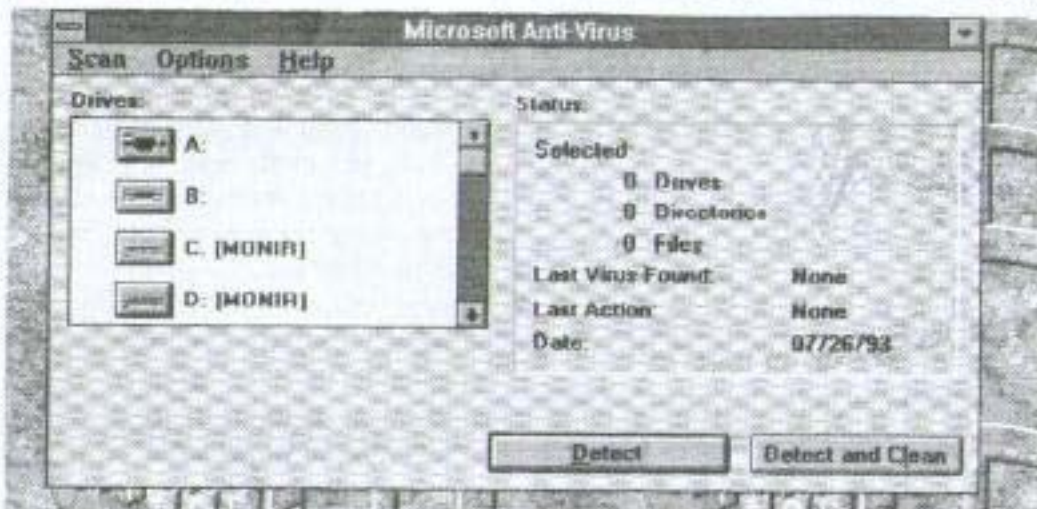 Microsoft Anti-Virus
Scan Options Help
Drives:
A:
B:
C: [MONIR]
D: [MONIR]
Status:
Selected
0 Drives
0 Directories
0 Files
Last Virus Found: None
Last Action: None
Date: 07/26/93
Detect
Detect and Clean